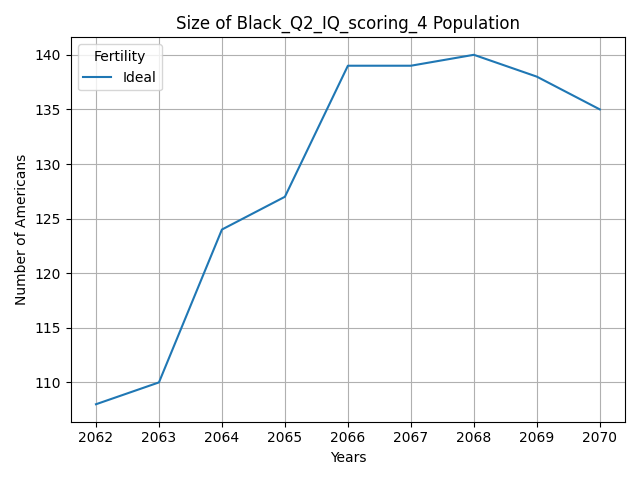 Size of Black_Q2_IQ_scoring_4 Population
Fertility
Ideal
140
135
130
125
120
115
110
Number of Americans
2062 2063 2064 2065 2066 2067 2068 2069 2070
Years